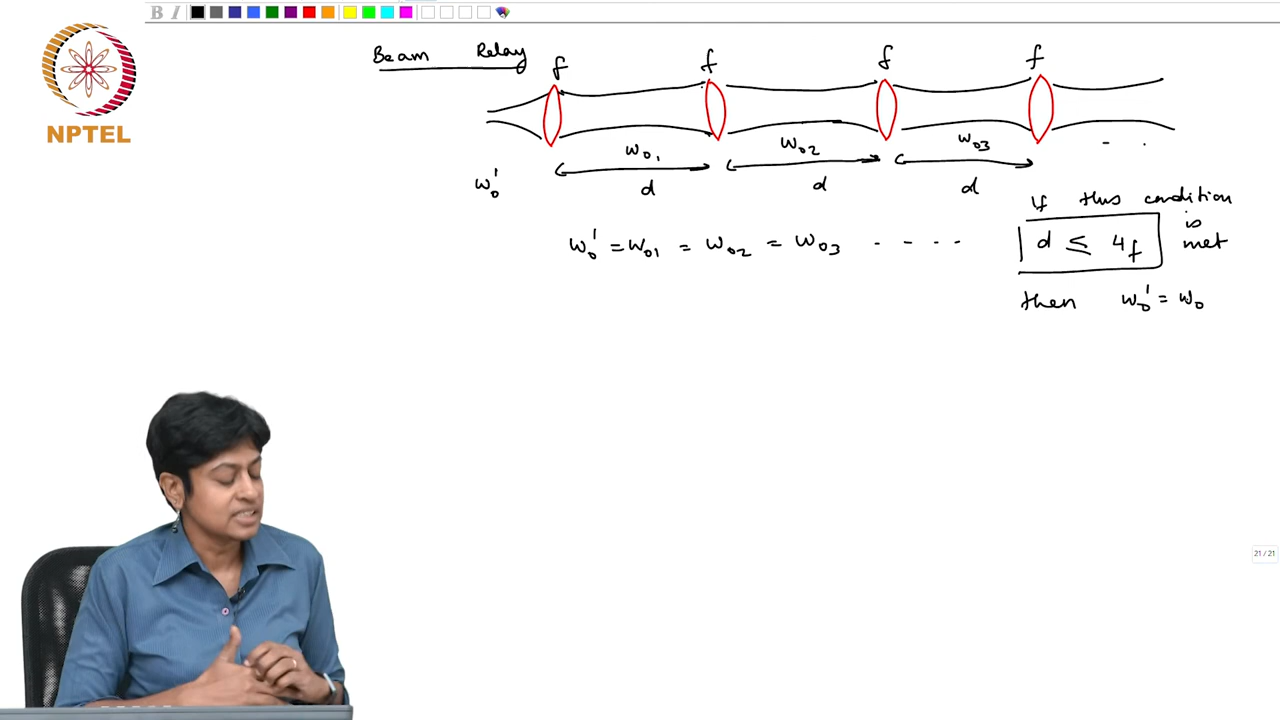 B I
NPTEL
Beam Relay
f f f f
w₀' w₀₁ w₀₂ w₀₃ - .
d d d
w₀' = w₀₁ = w₀₂ = w₀₃ - - - -
If this condition
is
d ≤ 4f met
then w₀' = w₀
21 / 21